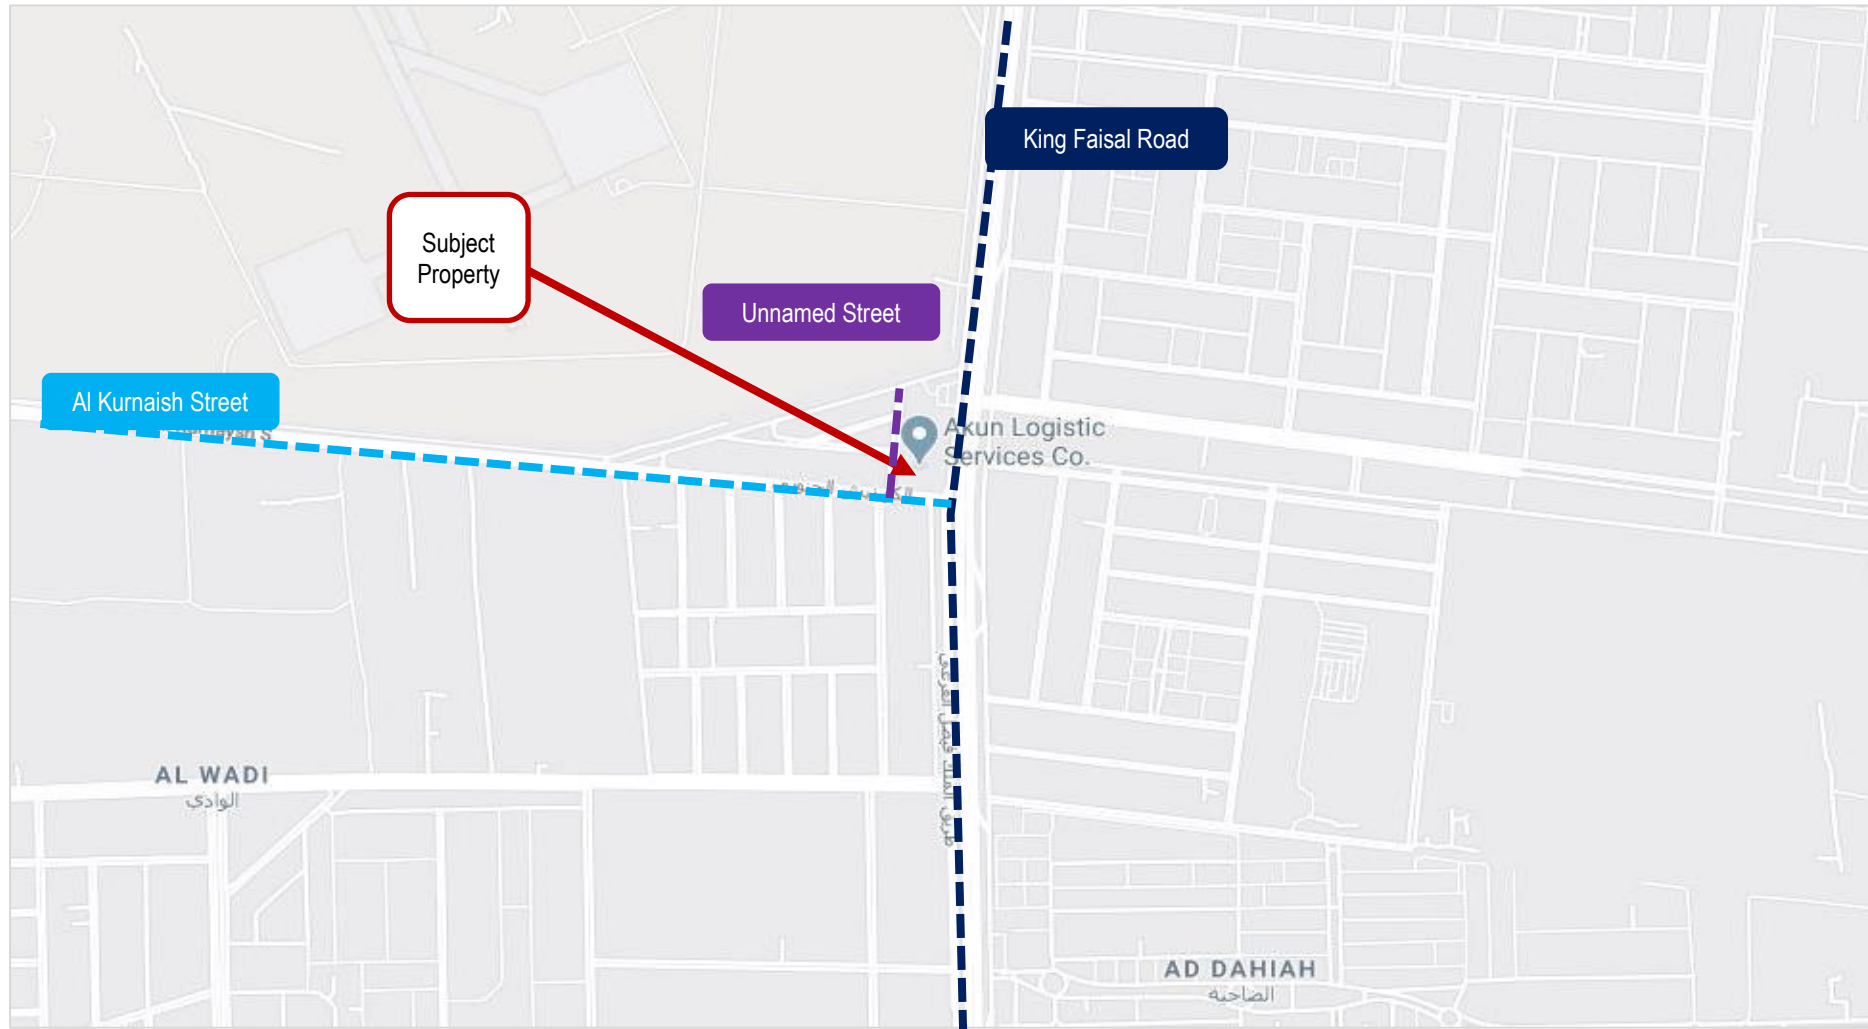 King Faisal Road
Subject
Property
Unnamed Street
Al Kurnaish Street
Akun Logistic
Services Co.
AL WADI
الوادي
AD DAHIAH
الضاحية